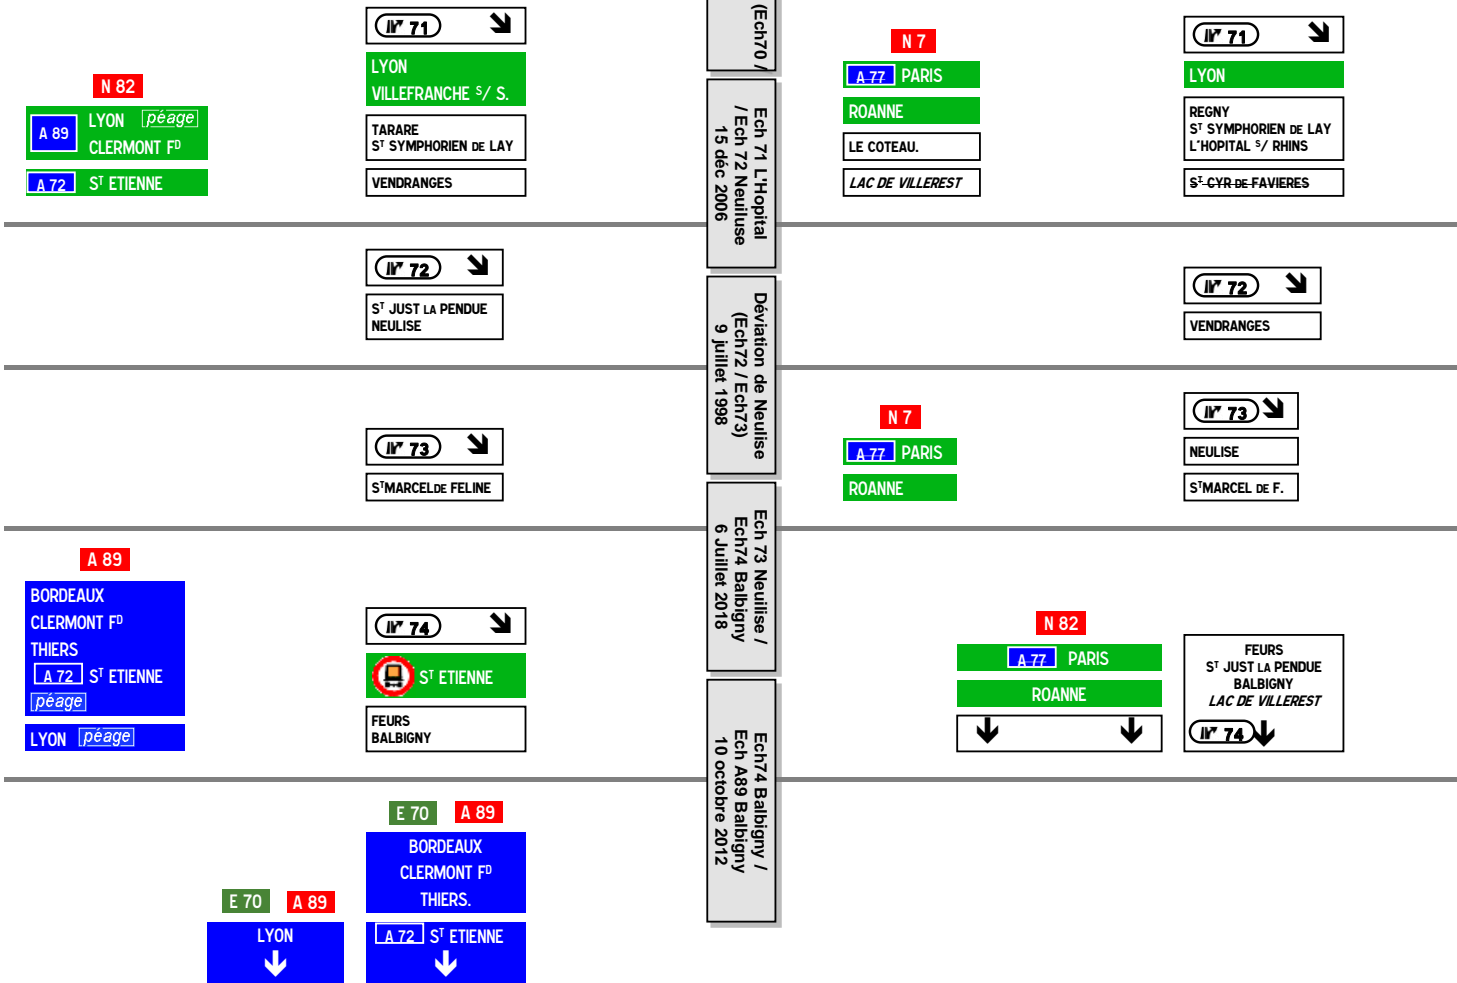 N 82
A 89 LYON péage
CLERMONT Fᴰ
A 72 Sᵀ ETIENNE
71
LYON
VILLEFRANCHE ˢ/ S.
TARARE
Sᵀ SYMPHORIEN DE LAY
VENDRANGES
(Ech70 /
Ech 71 L'Hopital
/ Ech 72 Neuiluse
15 déc 2006
N 7
A 77 PARIS
ROANNE
LE COTEAU.
LAC DE VILLEREST
71
LYON
REGNY
Sᵀ SYMPHORIEN DE LAY
L'HOPITAL ˢ/ RHINS
Sᵀ CYR DE FAVIERES
72
Sᵀ JUST LA PENDUE
NEULISE
Déviation de Neulise
(Ech72 / Ech73)
9 juillet 1998
72
VENDRANGES
73
SᵀMARCELDE FELINE
N 7
A 77 PARIS
ROANNE
73
NEULISE
SᵀMARCEL DE F.
A 89
BORDEAUX
CLERMONT Fᴰ
THIERS
A 72 Sᵀ ETIENNE
péage
LYON péage
74
Sᵀ ETIENNE
FEURS
BALBIGNY
Ech 73 Neuilise /
Ech74 Balbigny
6 Juillet 2018
N 82
A 77 PARIS
ROANNE
FEURS
Sᵀ JUST LA PENDUE
BALBIGNY
LAC DE VILLEREST
74
E 70 A 89
LYON
E 70 A 89
BORDEAUX
CLERMONT Fᴰ
THIERS.
A 72 Sᵀ ETIENNE
Ech74 Balbigny /
Ech A89 Balbigny
10 octobre 2012